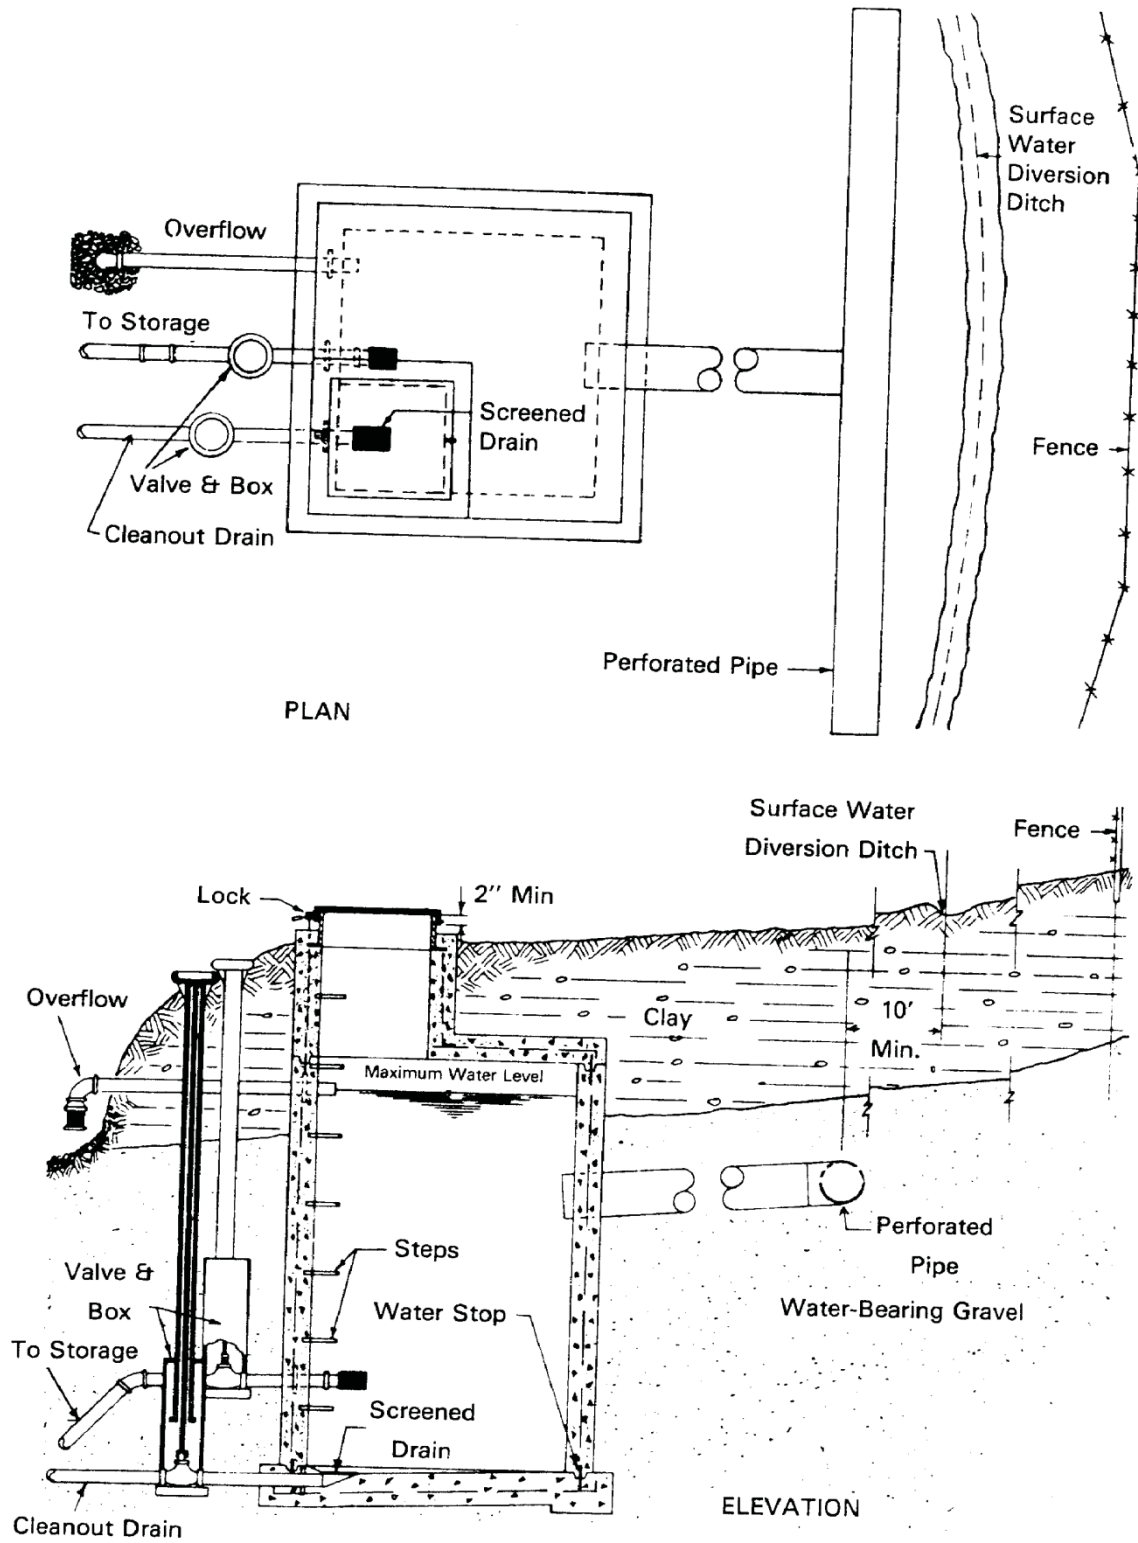 Surface
Water
Diversion
Ditch
Overflow
To Storage
Screened
Drain
Fence
Valve & Box
Cleanout Drain
Perforated Pipe
PLAN
Surface Water
Diversion Ditch
Fence
Lock
2" Min
Overflow
Clay
10'
Min.
Maximum Water Level
Perforated
Pipe
Steps
Valve &
Box
Water Stop
Water-Bearing Gravel
To Storage
Screened
Drain
ELEVATION
Cleanout Drain